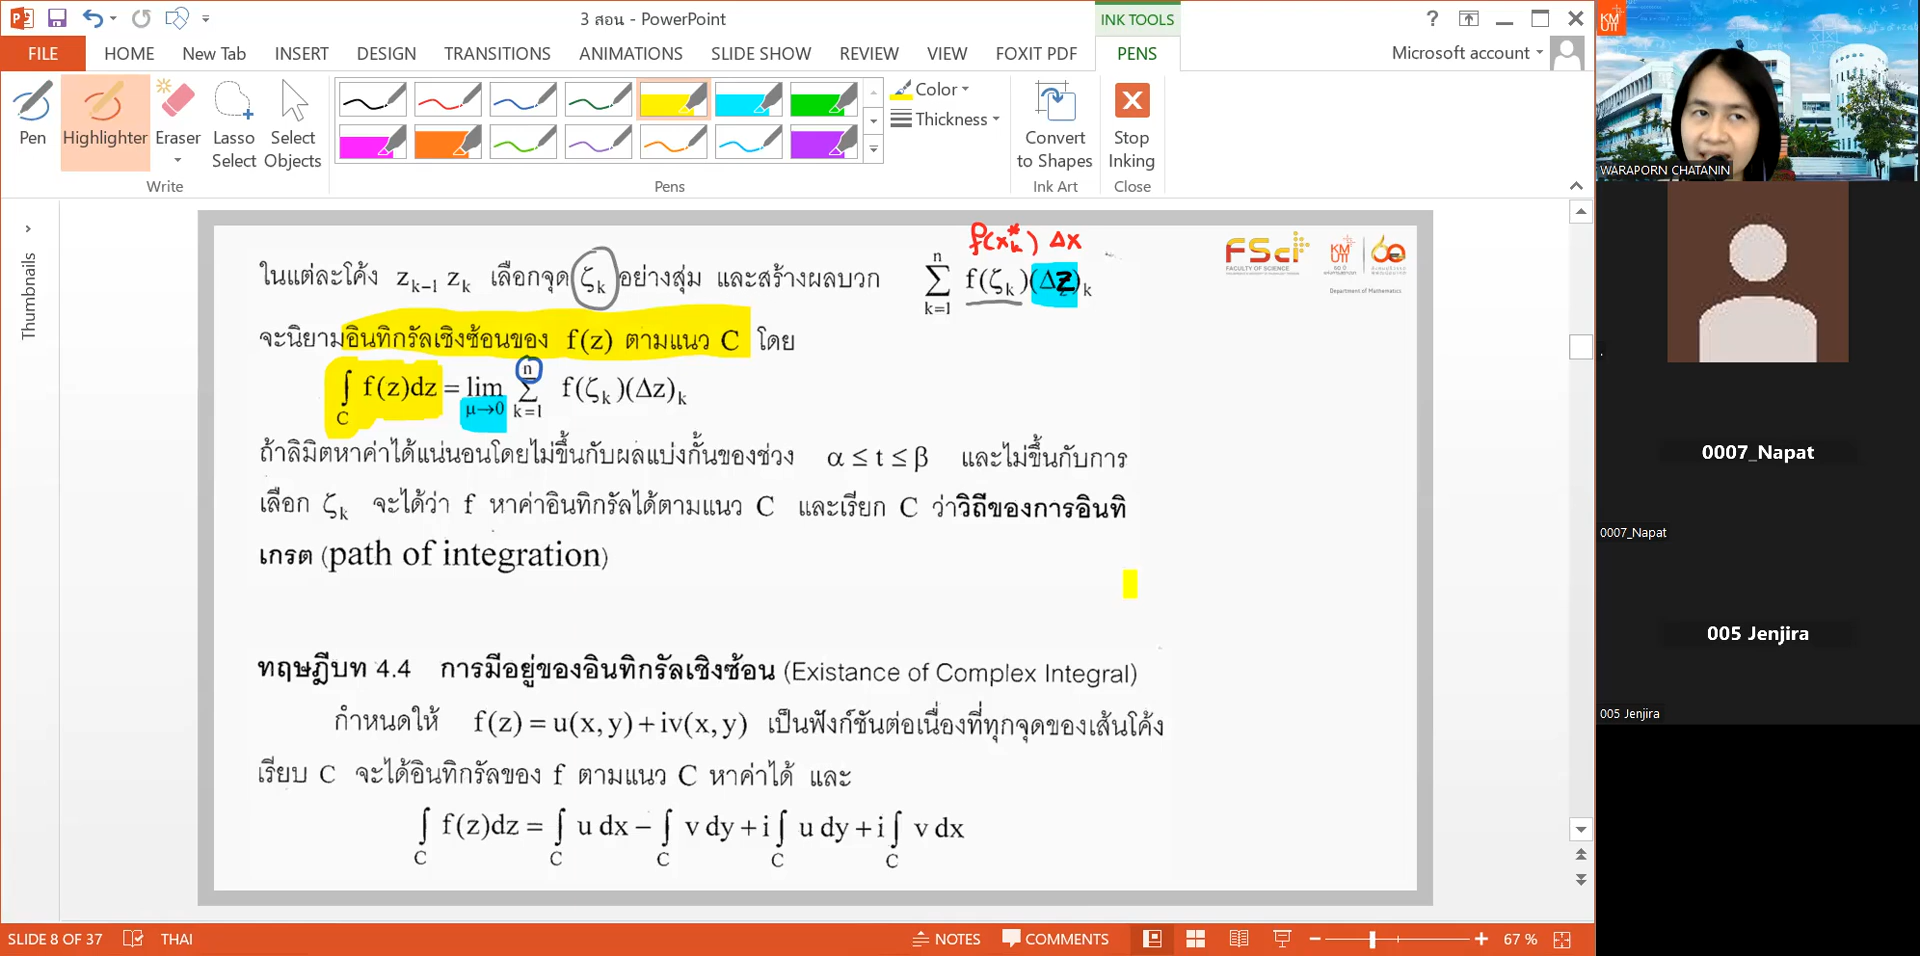 3 สอน - PowerPoint
INK TOOLS
FILE HOME New Tab INSERT DESIGN TRANSITIONS ANIMATIONS SLIDE SHOW REVIEW VIEW FOXIT PDF PENS
Microsoft account
Pen Highlighter Eraser Lasso Select Select Objects
Color
Thickness
Convert to Shapes
Stop Inking
Write Pens Ink Art Close
Thumbnails
f(x*k) Δx
ในแต่ละโค้ง z_{k-1} z_k เลือกจุด ζ_k อย่างสุ่ม และสร้างผลบวก ∑_{k=1}^{n} f(ζ_k)(Δz)_k
จะนิยามอินทิกรัลเชิงซ้อนของ f(z) ตามแนว C โดย
∫_C f(z)dz = lim_{μ→0} ∑_{k=1}^{n} f(ζ_k)(Δz)_k
ถ้าลิมิตหาค่าได้แน่นอนโดยไม่ขึ้นกับผลแบ่งกั้นของช่วง α ≤ t ≤ β และไม่ขึ้นกับการ
เลือก ζ_k จะได้ว่า f หาค่าอินทิกรัลได้ตามแนว C และเรียก C ว่าวิถีของการอินทิ
เกรต (path of integration)
ทฤษฎีบท 4.4 การมีอยู่ของอินทิกรัลเชิงซ้อน (Existance of Complex Integral)
กำหนดให้ f(z) = u(x, y) + iv(x, y) เป็นฟังก์ชันต่อเนื่องที่ทุกจุดของเส้นโค้ง
เรียบ C จะได้อินทิกรัลของ f ตามแนว C หาค่าได้ และ
∫_C f(z)dz = ∫_C u dx − ∫_C v dy + i∫_C u dy + i∫_C v dx
FSci
FACULTY OF SCIENCE
KM
UTT
Department of Mathematics
SLIDE 8 OF 37 THAI NOTES COMMENTS 67 %
KM
UTT
WARAPORN CHATANIN
0007_Napat
0007_Napat
005 Jenjira
005 Jenjira